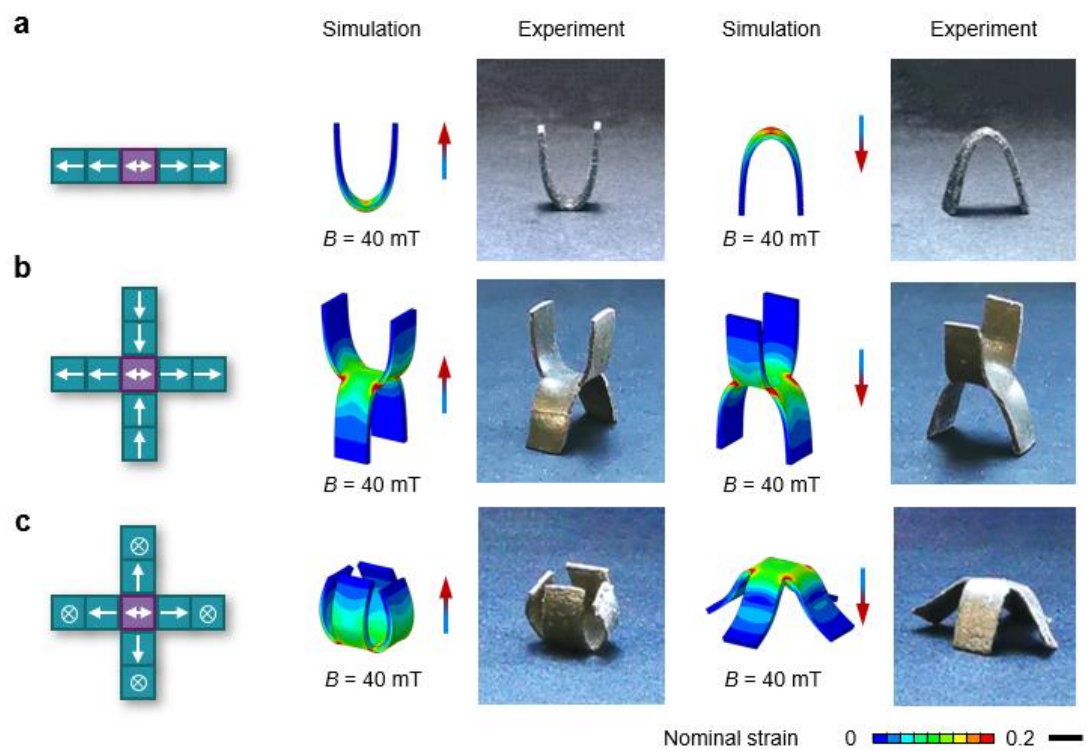 a
Simulation Experiment Simulation Experiment
B = 40 mT B = 40 mT
b
B = 40 mT B = 40 mT
c
B = 40 mT B = 40 mT
Nominal strain 0 0.2